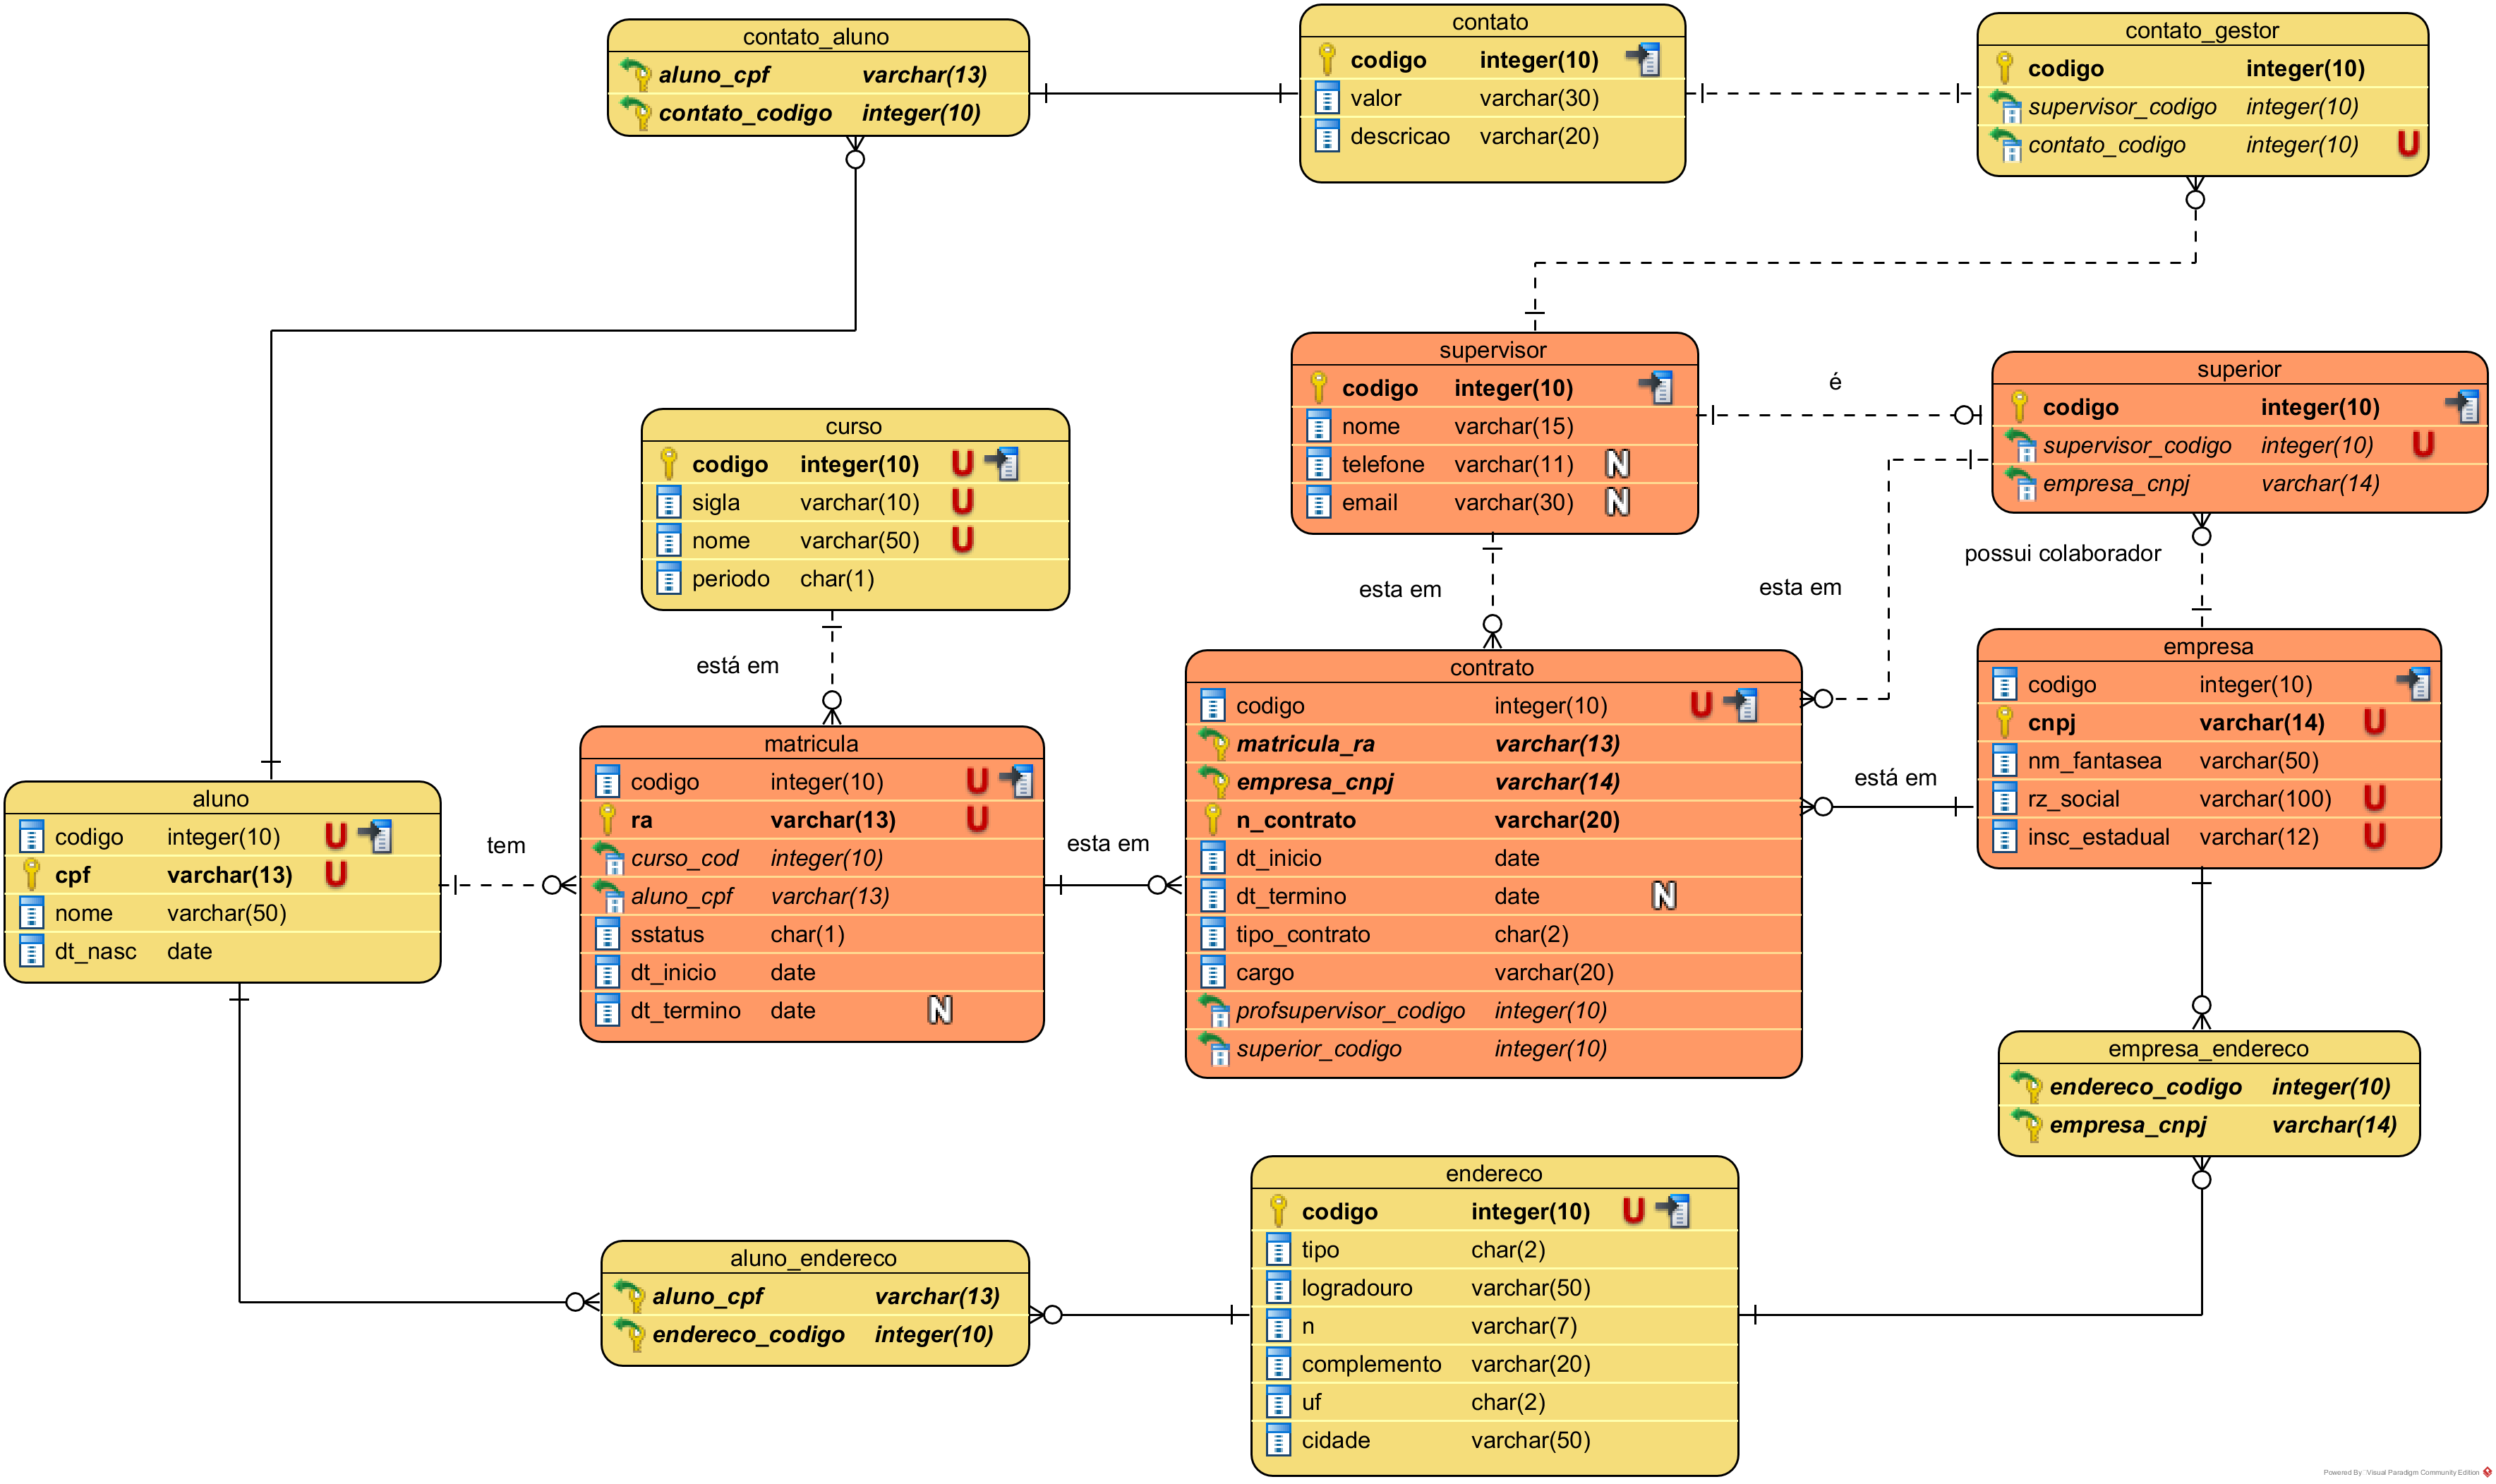 contato_aluno
aluno_cpf varchar(13)
contato_codigo integer(10)
contato
codigo integer(10)
valor varchar(30)
descricao varchar(20)
contato_gestor
codigo integer(10)
supervisor_codigo integer(10)
contato_codigo integer(10) U
supervisor
codigo integer(10)
nome varchar(15)
telefone varchar(11) N
email varchar(30) N
é
superior
codigo integer(10)
supervisor_codigo integer(10) U
empresa_cnpj varchar(14)
curso
codigo integer(10) U
sigla varchar(10) U
nome varchar(50) U
periodo char(1)
possui colaborador
esta em
esta em
está em
matricula
codigo integer(10) U
ra varchar(13) U
curso_cod integer(10)
aluno_cpf varchar(13)
sstatus char(1)
dt_inicio date
dt_termino date N
contrato
codigo integer(10) U
matricula_ra varchar(13)
empresa_cnpj varchar(14)
n_contrato varchar(20)
dt_inicio date
dt_termino date N
tipo_contrato char(2)
cargo varchar(20)
profsupervisor_codigo integer(10)
superior_codigo integer(10)
empresa
codigo integer(10)
cnpj varchar(14) U
nm_fantasea varchar(50)
rz_social varchar(100) U
insc_estadual varchar(12) U
está em
esta em
tem
aluno
codigo integer(10) U
cpf varchar(13) U
nome varchar(50)
dt_nasc date
empresa_endereco
endereco_codigo integer(10)
empresa_cnpj varchar(14)
aluno_endereco
aluno_cpf varchar(13)
endereco_codigo integer(10)
endereco
codigo integer(10) U
tipo char(2)
logradouro varchar(50)
n varchar(7)
complemento varchar(20)
uf char(2)
cidade varchar(50)
Powered By Visual Paradigm Community Edition